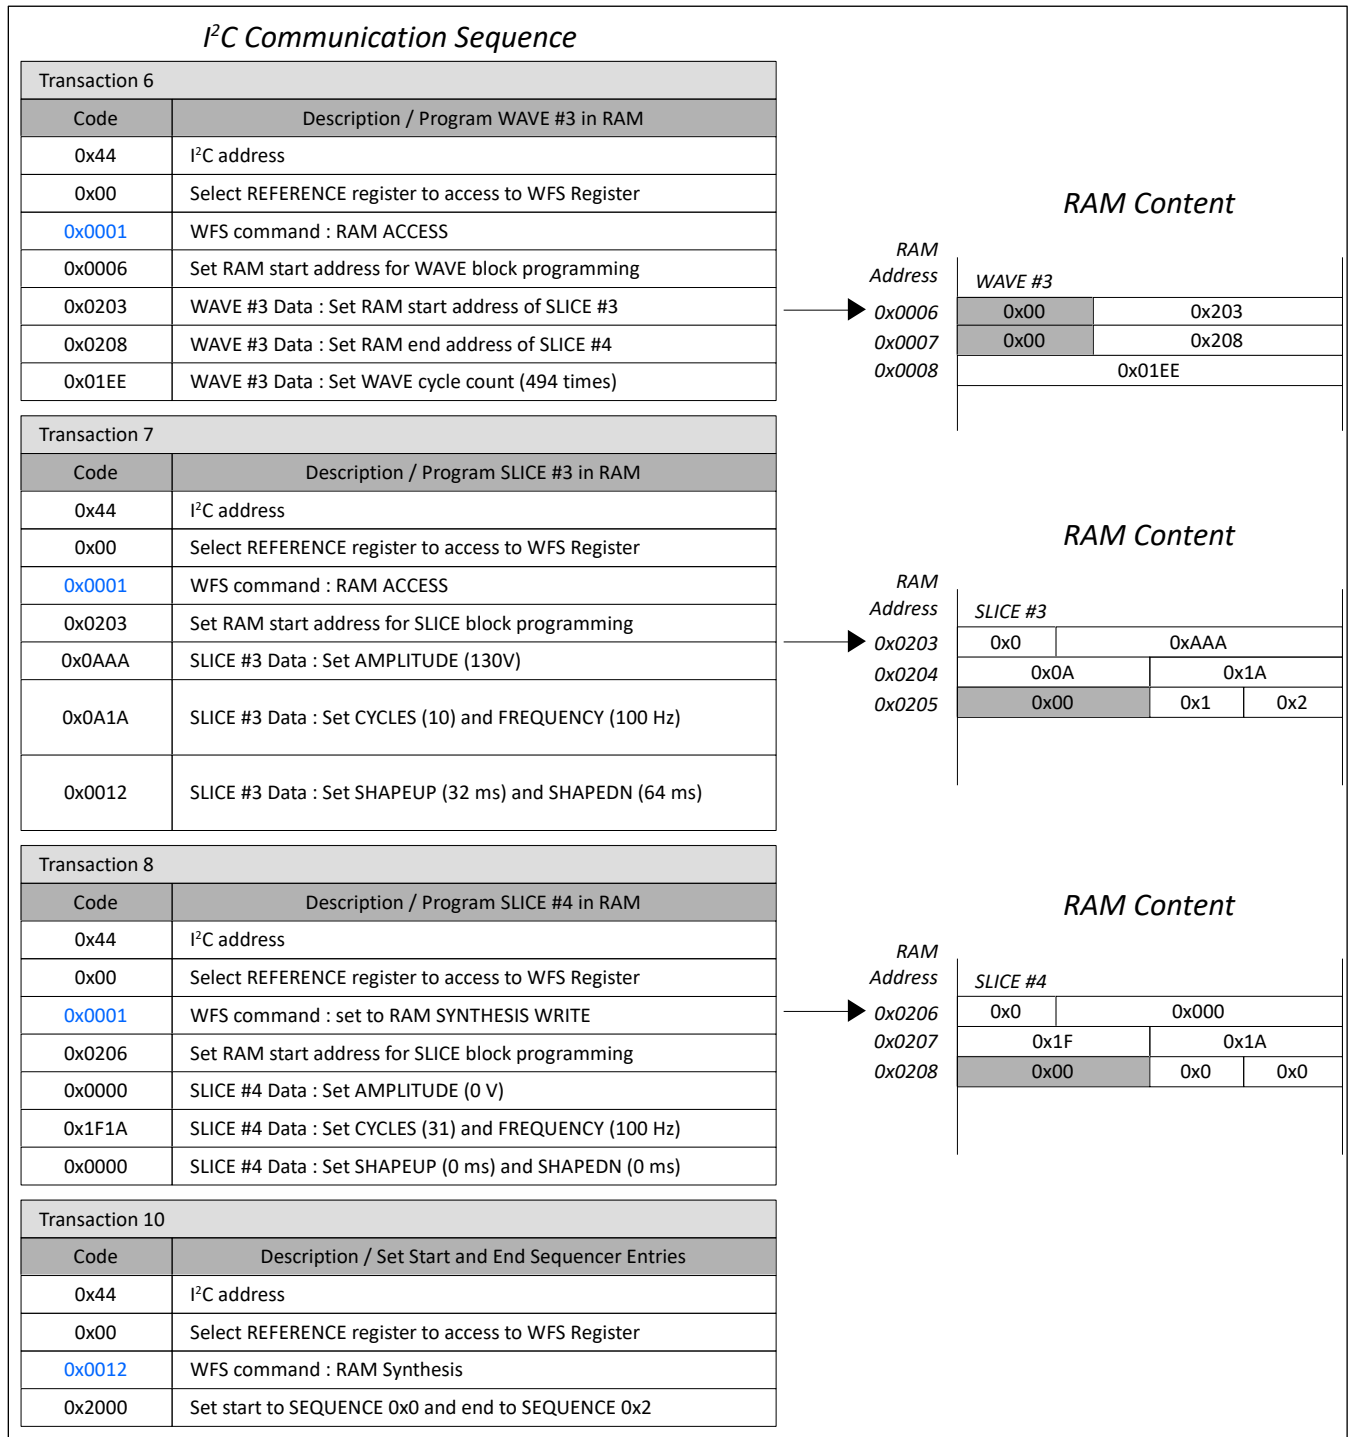 I²C Communication Sequence
Transaction 6
Code Description / Program WAVE #3 in RAM
0x44 I²C address
0x00 Select REFERENCE register to access to WFS Register
0x0001 WFS command : RAM ACCESS
0x0006 Set RAM start address for WAVE block programming
0x0203 WAVE #3 Data : Set RAM start address of SLICE #3
0x0208 WAVE #3 Data : Set RAM end address of SLICE #4
0x01EE WAVE #3 Data : Set WAVE cycle count (494 times)
RAM Content
RAM
Address WAVE #3
0x0006 0x00 0x203
0x0007 0x00 0x208
0x0008 0x01EE
Transaction 7
Code Description / Program SLICE #3 in RAM
0x44 I²C address
0x00 Select REFERENCE register to access to WFS Register
0x0001 WFS command : RAM ACCESS
0x0203 Set RAM start address for SLICE block programming
0x0AAA SLICE #3 Data : Set AMPLITUDE (130V)
0x0A1A SLICE #3 Data : Set CYCLES (10) and FREQUENCY (100 Hz)
0x0012 SLICE #3 Data : Set SHAPEUP (32 ms) and SHAPEDN (64 ms)
RAM Content
RAM
Address SLICE #3
0x0203 0x0 0xAAA
0x0204 0x0A 0x1A
0x0205 0x00 0x1 0x2
Transaction 8
Code Description / Program SLICE #4 in RAM
0x44 I²C address
0x00 Select REFERENCE register to access to WFS Register
0x0001 WFS command : set to RAM SYNTHESIS WRITE
0x0206 Set RAM start address for SLICE block programming
0x0000 SLICE #4 Data : Set AMPLITUDE (0 V)
0x1F1A SLICE #4 Data : Set CYCLES (31) and FREQUENCY (100 Hz)
0x0000 SLICE #4 Data : Set SHAPEUP (0 ms) and SHAPEDN (0 ms)
RAM Content
RAM
Address SLICE #4
0x0206 0x0 0x000
0x0207 0x1F 0x1A
0x0208 0x00 0x0 0x0
Transaction 10
Code Description / Set Start and End Sequencer Entries
0x44 I²C address
0x00 Select REFERENCE register to access to WFS Register
0x0012 WFS command : RAM Synthesis
0x2000 Set start to SEQUENCE 0x0 and end to SEQUENCE 0x2